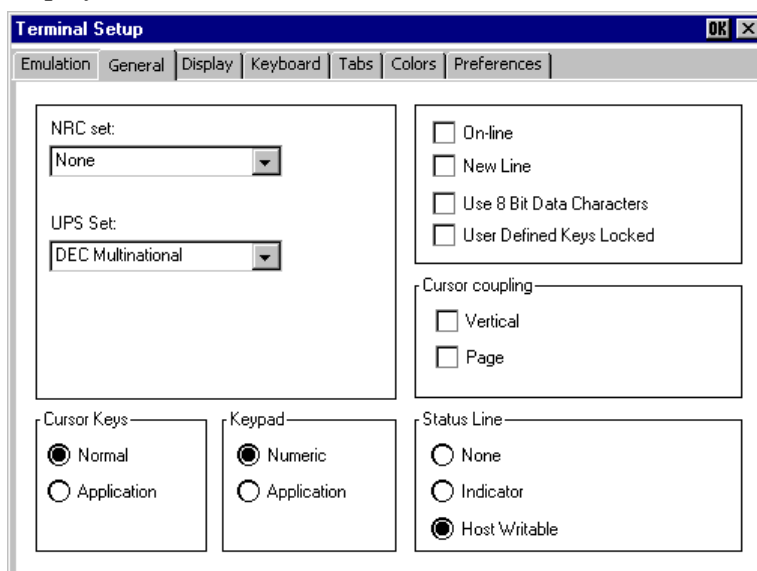 Terminal Setup OK
Emulation General Display Keyboard Tabs Colors Preferences
NRC set:
None
UPS Set:
DEC Multinational
On-line
New Line
Use 8 Bit Data Characters
User Defined Keys Locked
Cursor coupling
Vertical
Page
Cursor Keys
Normal
Application
Keypad
Numeric
Application
Status Line
None
Indicator
Host Writable